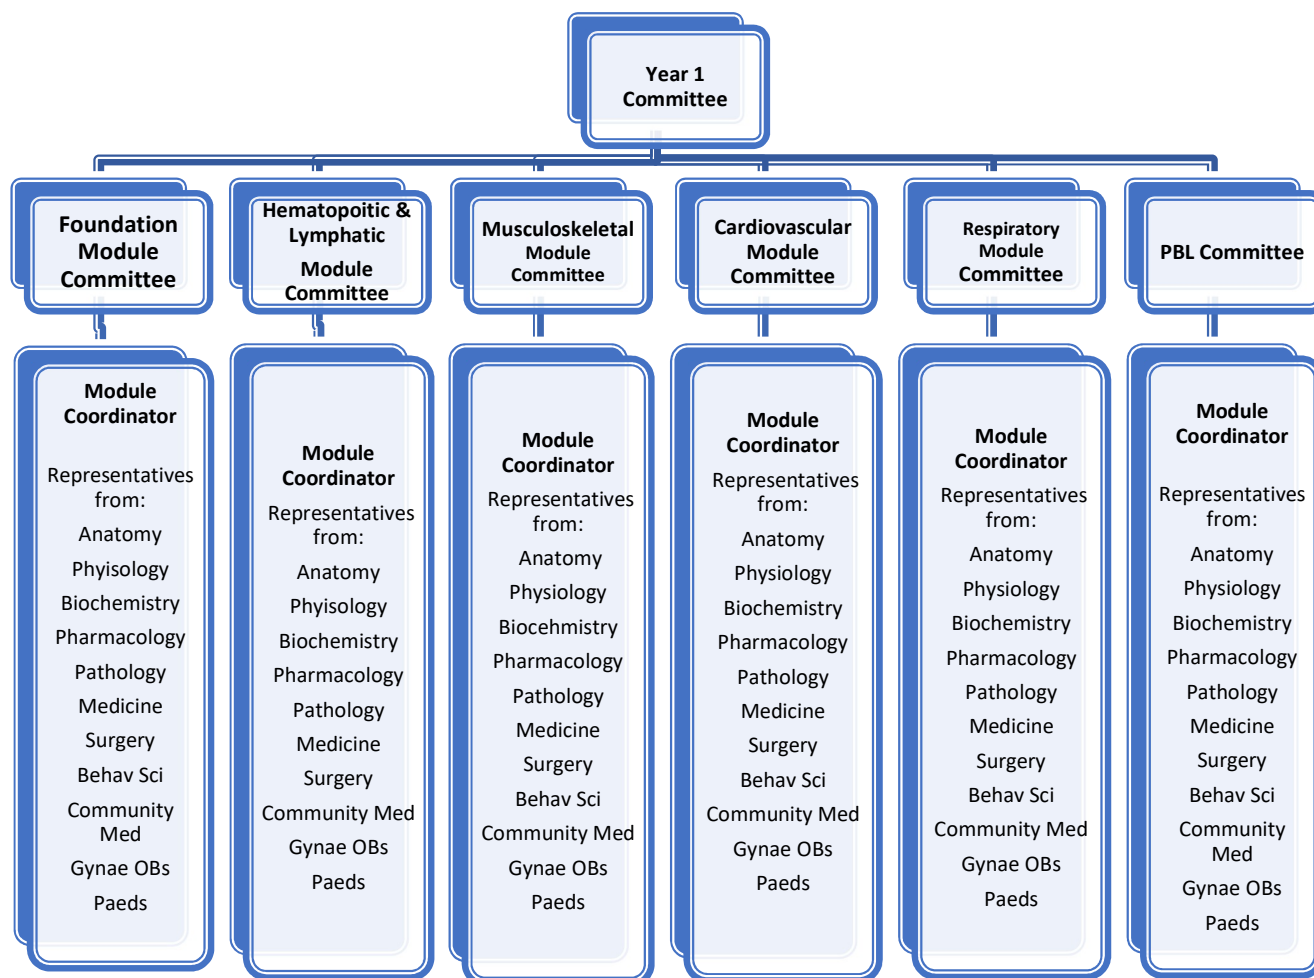 Year 1
Committee
Foundation
Module
Committee
Hematopoitic &
Lymphatic
Module
Committee
Musculoskeletal
Module
Committee
Cardiovascular
Module
Committee
Respiratory
Module
Committee
PBL Committee
Module
Coordinator
Representatives
from:
Anatomy
Phyisology
Biochemistry
Pharmacology
Pathology
Medicine
Surgery
Behav Sci
Community
Med
Gynae OBs
Paeds
Module
Coordinator
Representatives
from:
Anatomy
Phyisology
Biochemistry
Pharmacology
Pathology
Medicine
Surgery
Community Med
Gynae OBs
Paeds
Module
Coordinator
Representatives
from:
Anatomy
Physiology
Biocehmistry
Pharmacology
Pathology
Medicine
Surgery
Behav Sci
Community Med
Gynae OBs
Paeds
Module
Coordinator
Representatives
from:
Anatomy
Physiology
Biochemistry
Pharmacology
Pathology
Medicine
Surgery
Behav Sci
Community Med
Gynae OBs
Paeds
Module
Coordinator
Representatives
from:
Anatomy
Physiology
Biochemistry
Pharmacology
Pathology
Medicine
Surgery
Behav Sci
Community Med
Gynae OBs
Paeds
Module
Coordinator
Representatives
from:
Anatomy
Physiology
Biochemistry
Pharmacology
Pathology
Medicine
Surgery
Behav Sci
Community
Med
Gynae OBs
Paeds